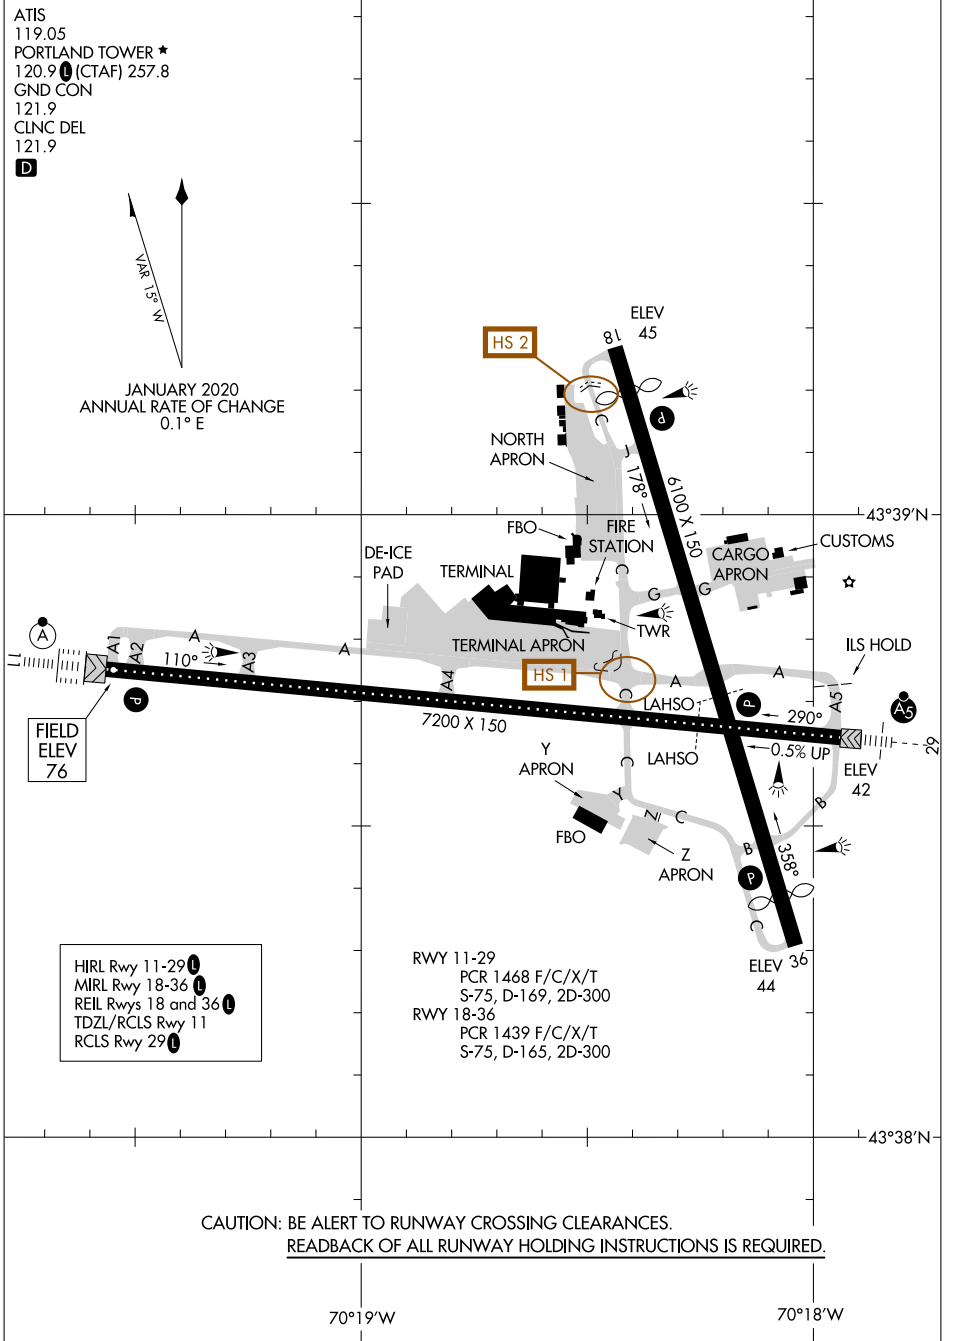 ATIS
119.05
PORTLAND TOWER ★
120.9 L (CTAF) 257.8
GND CON
121.9
CLNC DEL
121.9
D
VAR 15° W
JANUARY 2020
ANNUAL RATE OF CHANGE
0.1° E
ELEV
45
18
HS 2
P
C
J
NORTH
APRON
178°
6100 X 150
43°39'N
FBO
FIRE
STATION
CUSTOMS
CARGO
APRON
DE-ICE
PAD
TERMINAL
C
G
G
TWR
TERMINAL APRON
A
A1
A2
A
A
110°
A3
11
J
HS 1
A4
C
A
A
ILS HOLD
A5
A5
P
LAHSO
P
290°
7200 X 150
FIELD
ELEV
76
LAHSO
0.5% UP
29
ELEV
42
Y
APRON
C
Y
Z
C
B
B
FBO
Z
APRON
358°
P
C
ELEV
44
36
HIRL Rwy 11-29 L
MIRL Rwy 18-36 L
REIL Rwys 18 and 36 L
TDZL/RCLS Rwy 11
RCLS Rwy 29 L
RWY 11-29
PCR 1468 F/C/X/T
S-75, D-169, 2D-300
RWY 18-36
PCR 1439 F/C/X/T
S-75, D-165, 2D-300
43°38'N
CAUTION: BE ALERT TO RUNWAY CROSSING CLEARANCES.
READBACK OF ALL RUNWAY HOLDING INSTRUCTIONS IS REQUIRED.
70°19'W
70°18'W